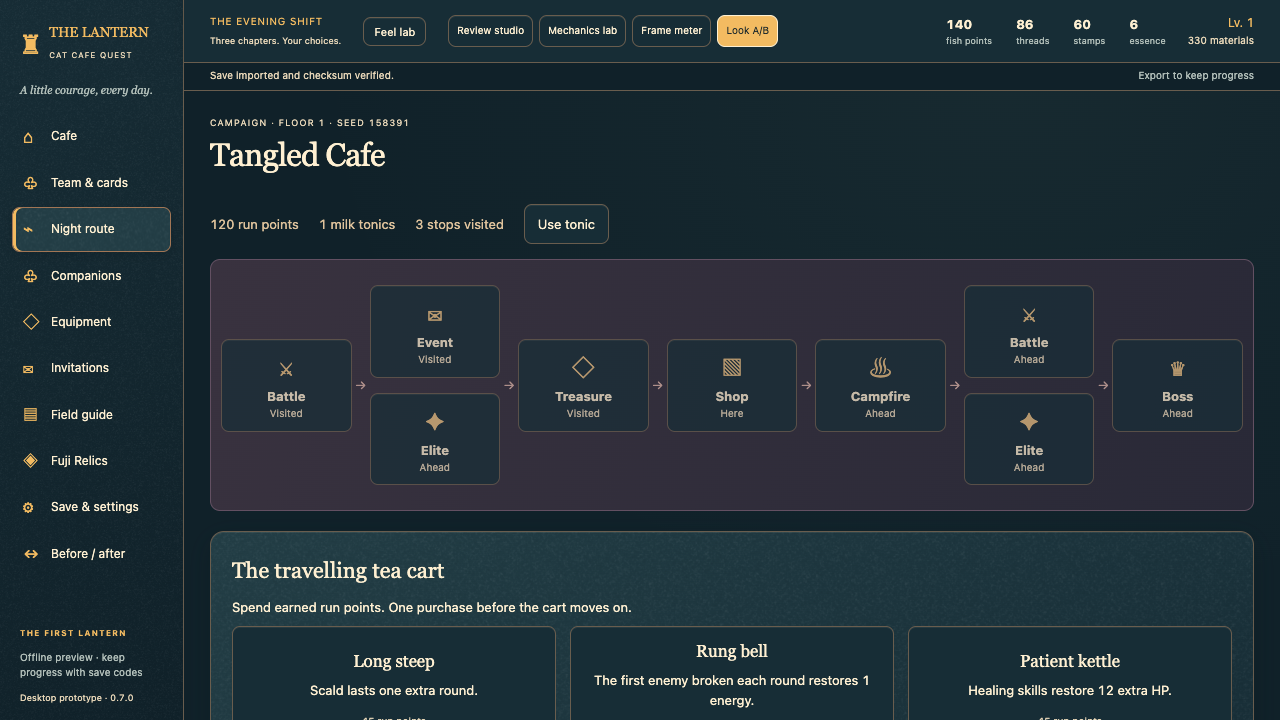 THE LANTERN
CAT CAFE QUEST
A little courage, every day.
Cafe
Team & cards
Night route
Companions
Equipment
Invitations
Field guide
Fuji Relics
Save & settings
Before / after
THE FIRST LANTERN
Offline preview · keep
progress with save codes
Desktop prototype · 0.7.0
THE EVENING SHIFT
Three chapters. Your choices.
Feel lab
Review studio
Mechanics lab
Frame meter
Look A/B
140
fish points
86
threads
60
stamps
6
essence
Lv. 1
330 materials
Save imported and checksum verified.
Export to keep progress
CAMPAIGN · FLOOR 1 · SEED 158391
Tangled Cafe
120 run points
1 milk tonics
3 stops visited
Use tonic
Battle
Visited
Event
Visited
Elite
Ahead
Treasure
Visited
Shop
Here
Campfire
Ahead
Battle
Ahead
Elite
Ahead
Boss
Ahead
The travelling tea cart
Spend earned run points. One purchase before the cart moves on.
Long steep
Scald lasts one extra round.
Rung bell
The first enemy broken each round restores 1
energy.
Patient kettle
Healing skills restore 12 extra HP.